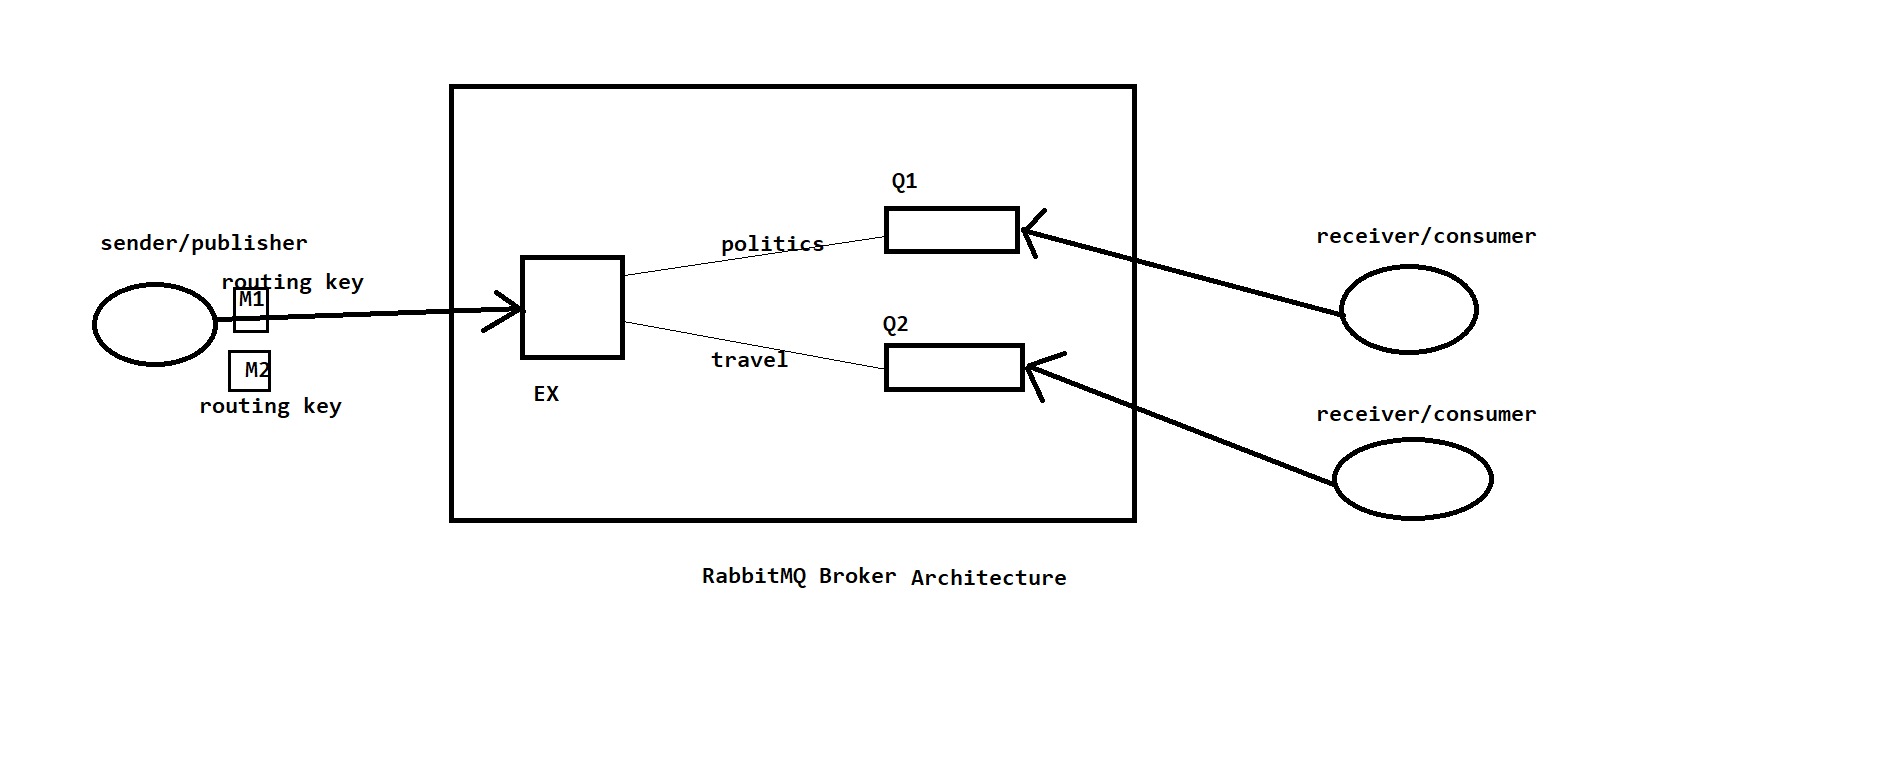 sender/publisher
routing key
M1
M2
routing key
EX
politics
travel
Q1
Q2
receiver/consumer
receiver/consumer
RabbitMQ Broker Architecture